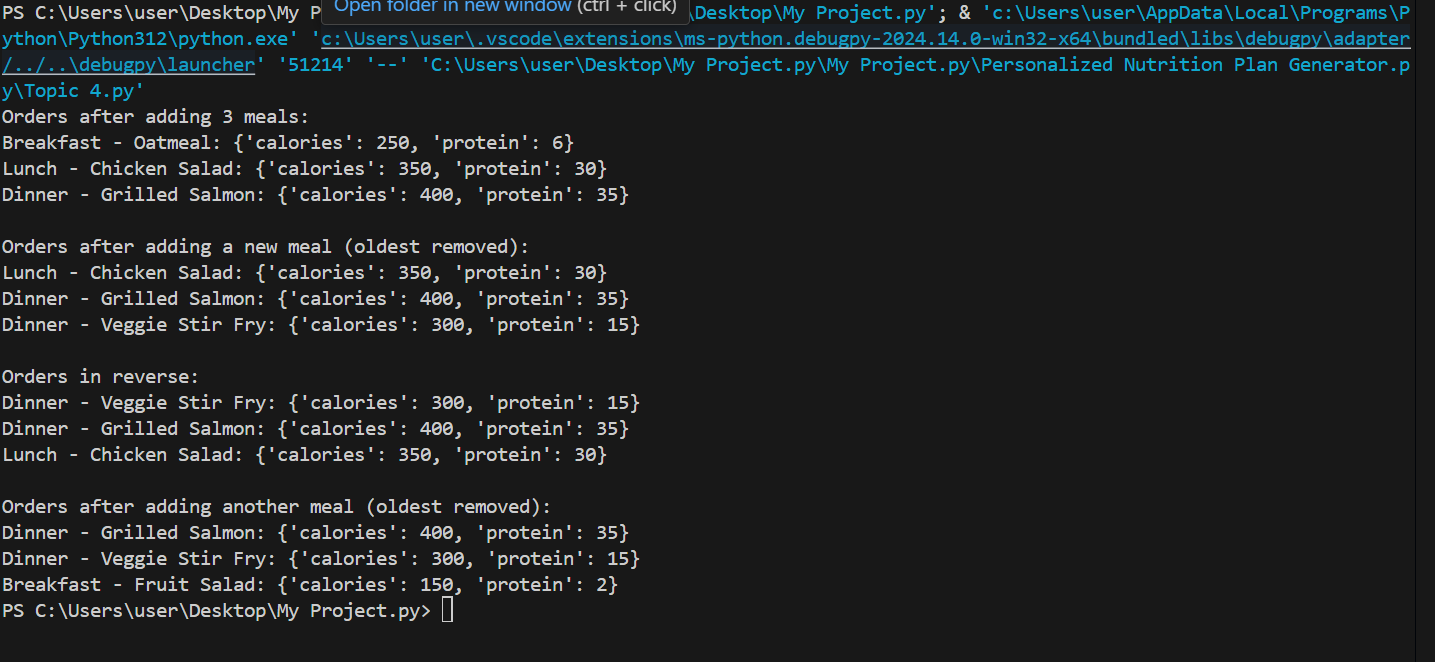 PS C:\Users\user\Desktop\My P Open folder in new window (ctrl + click) \Desktop\My Project.py'; & 'c:\Users\user\AppData\Local\Programs\P
ython\Python312\python.exe' 'c:\Users\user\.vscode\extensions\ms-python.debugpy-2024.14.0-win32-x64\bundled\libs\debugpy\adapter
/../..\debugpy\launcher' '51214' '--' 'C:\Users\user\Desktop\My Project.py\My Project.py\Personalized Nutrition Plan Generator.p
y\Topic 4.py'
Orders after adding 3 meals:
Breakfast - Oatmeal: {'calories': 250, 'protein': 6}
Lunch - Chicken Salad: {'calories': 350, 'protein': 30}
Dinner - Grilled Salmon: {'calories': 400, 'protein': 35}

Orders after adding a new meal (oldest removed):
Lunch - Chicken Salad: {'calories': 350, 'protein': 30}
Dinner - Grilled Salmon: {'calories': 400, 'protein': 35}
Dinner - Veggie Stir Fry: {'calories': 300, 'protein': 15}

Orders in reverse:
Dinner - Veggie Stir Fry: {'calories': 300, 'protein': 15}
Dinner - Grilled Salmon: {'calories': 400, 'protein': 35}
Lunch - Chicken Salad: {'calories': 350, 'protein': 30}

Orders after adding another meal (oldest removed):
Dinner - Grilled Salmon: {'calories': 400, 'protein': 35}
Dinner - Veggie Stir Fry: {'calories': 300, 'protein': 15}
Breakfast - Fruit Salad: {'calories': 150, 'protein': 2}
PS C:\Users\user\Desktop\My Project.py>